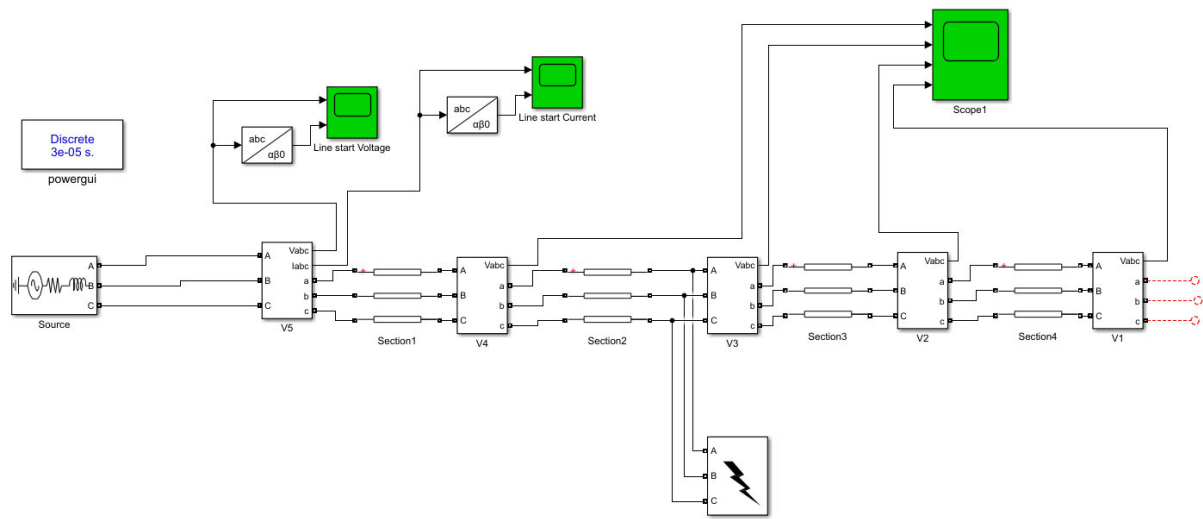 Scope1
Line start Current
abc
αβ0
Line start Voltage
abc
αβ0
Discrete
3e-05 s.
powergui
A
B
C
Source
A
B
C
Vabc
Iabc
a
b
c
V5
Section1
A
B
C
Vabc
a
b
c
V4
Section2
A
B
C
Vabc
a
b
c
V3
Section3
A
B
C
Vabc
a
b
c
V2
Section4
A
B
C
Vabc
a
b
c
V1
A
B
C